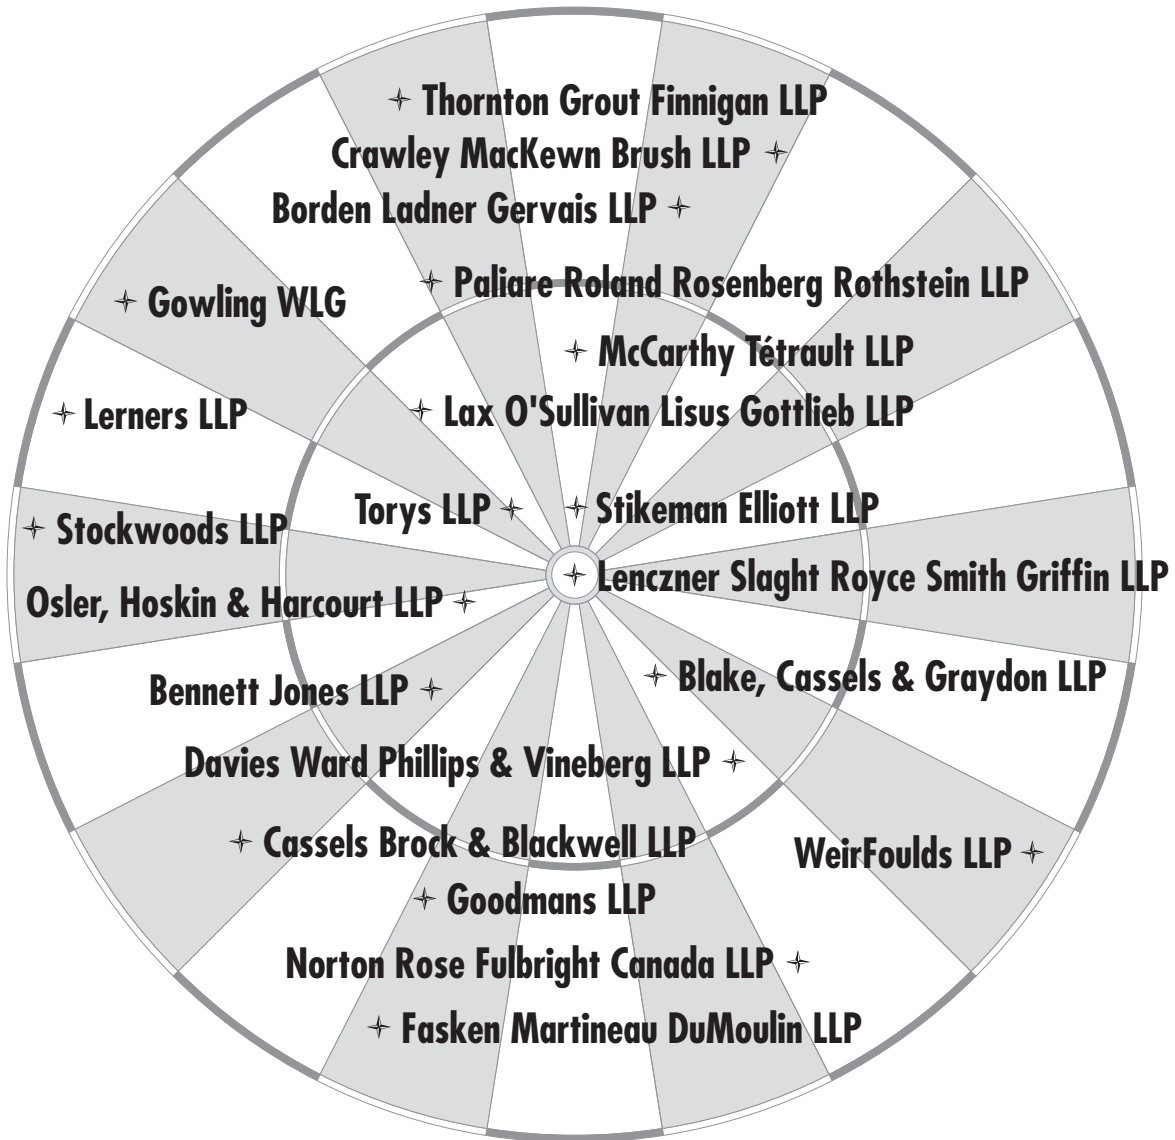 Thornton Grout Finnigan LLP
Crawley MacKewn Brush LLP
Borden Ladner Gervais LLP
Paliare Roland Rosenberg Rothstein LLP
Gowling WLG
McCarthy Tétrault LLP
Lax O'Sullivan Lisus Gottlieb LLP
Lerners LLP
Torys LLP
Stikeman Elliott LLP
Stockwoods LLP
Lenczner Slaght Royce Smith Griffin LLP
Osler, Hoskin & Harcourt LLP
Blake, Cassels & Graydon LLP
Bennett Jones LLP
Davies Ward Phillips & Vineberg LLP
Cassels Brock & Blackwell LLP
WeirFoulds LLP
Goodmans LLP
Norton Rose Fulbright Canada LLP
Fasken Martineau DuMoulin LLP